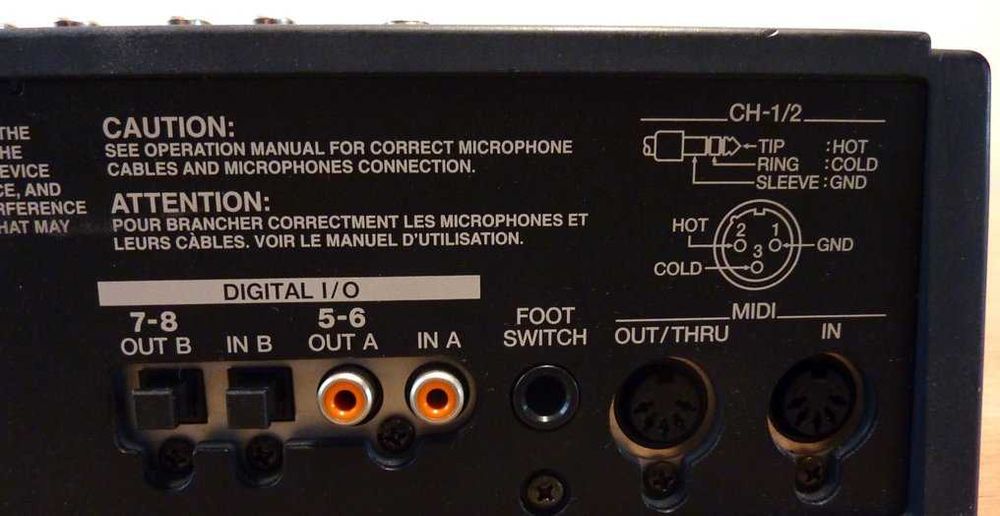 THE
HE
EVICE
CE, AND
RFERENCE
HAT MAY
CAUTION:
SEE OPERATION MANUAL FOR CORRECT MICROPHONE
CABLES AND MICROPHONES CONNECTION.
ATTENTION:
POUR BRANCHER CORRECTMENT LES MICROPHONES ET
LEURS CÀBLES. VOIR LE MANUEL D'UTILISATION.
CH-1/2
TIP :HOT
RING :COLD
SLEEVE :GND
HOT 2 1 GND
COLD 3
DIGITAL I/O
7-8 5-6
OUT B IN B OUT A IN A
FOOT
SWITCH
MIDI
OUT/THRU IN